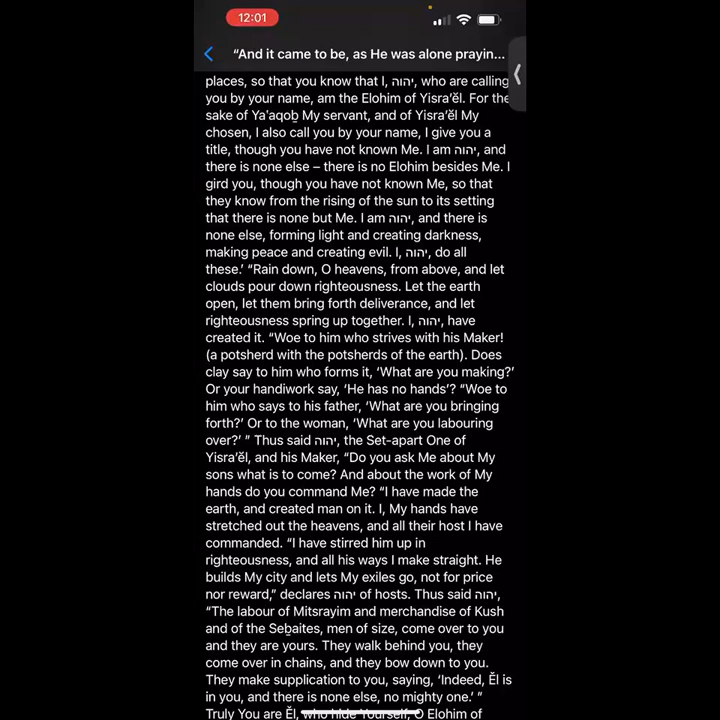 12:01
“And it came to be, as He was alone prayin...
places, so that you know that I, יהוה, who are calling
you by your name, am the Elohim of Yisra’ĕl. For the
sake of Ya‛aqoḇ My servant, and of Yisra’ĕl My
chosen, I also call you by your name, I give you a
title, though you have not known Me. I am יהוה, and
there is none else – there is no Elohim besides Me. I
gird you, though you have not known Me, so that
they know from the rising of the sun to its setting
that there is none but Me. I am יהוה, and there is
none else, forming light and creating darkness,
making peace and creating evil. I, יהוה, do all
these.’ “Rain down, O heavens, from above, and let
clouds pour down righteousness. Let the earth
open, let them bring forth deliverance, and let
righteousness spring up together. I, יהוה, have
created it. “Woe to him who strives with his Maker!
(a potsherd with the potsherds of the earth). Does
clay say to him who forms it, ‘What are you making?’
Or your handiwork say, ‘He has no hands’? “Woe to
him who says to his father, ‘What are you bringing
forth?’ Or to the woman, ‘What are you labouring
over?’ ” Thus said יהוה, the Set-apart One of
Yisra’ĕl, and his Maker, “Do you ask Me about My
sons what is to come? And about the work of My
hands do you command Me? “I have made the
earth, and created man on it. I, My hands have
stretched out the heavens, and all their host I have
commanded. “I have stirred him up in
righteousness, and all his ways I make straight. He
builds My city and lets My exiles go, not for price
nor reward,” declares יהוה of hosts. Thus said יהוה,
“The labour of Mitsrayim and merchandise of Kush
and of the Seḇaites, men of size, come over to you
and they are yours. They walk behind you, they
come over in chains, and they bow down to you.
They make supplication to you, saying, ‘Indeed, Ĕl is
in you, and there is none else, no mighty one.’ ”
Truly You are Ĕl, who hide Yourself, O Elohim of